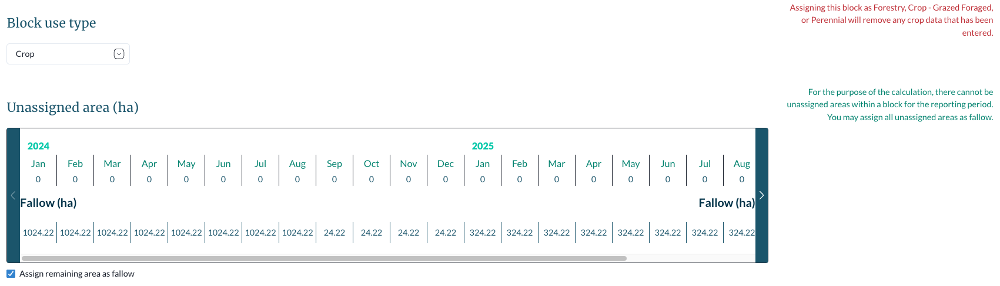 Assigning this block as Forestry, Crop - Grazed Foraged,
or Perennial will remove any crop data that has been
entered.
Block use type
Crop
For the purpose of the calculation, there cannot be
unassigned areas within a block for the reporting period.
You may assign all unassigned areas as fallow.
Unassigned area (ha)
2024 2025
Jan Feb Mar Apr May Jun Jul Aug Sep Oct Nov Dec Jan Feb Mar Apr May Jun Jul Aug
0 0 0 0 0 0 0 0 0 0 0 0 0 0 0 0 0 0 0 0
Fallow (ha) Fallow (ha)
1024.22 1024.22 1024.22 1024.22 1024.22 1024.22 1024.22 1024.22 24.22 24.22 24.22 24.22 324.22 324.22 324.22 324.22 324.22 324.22 324.22 324.22
Assign remaining area as fallow